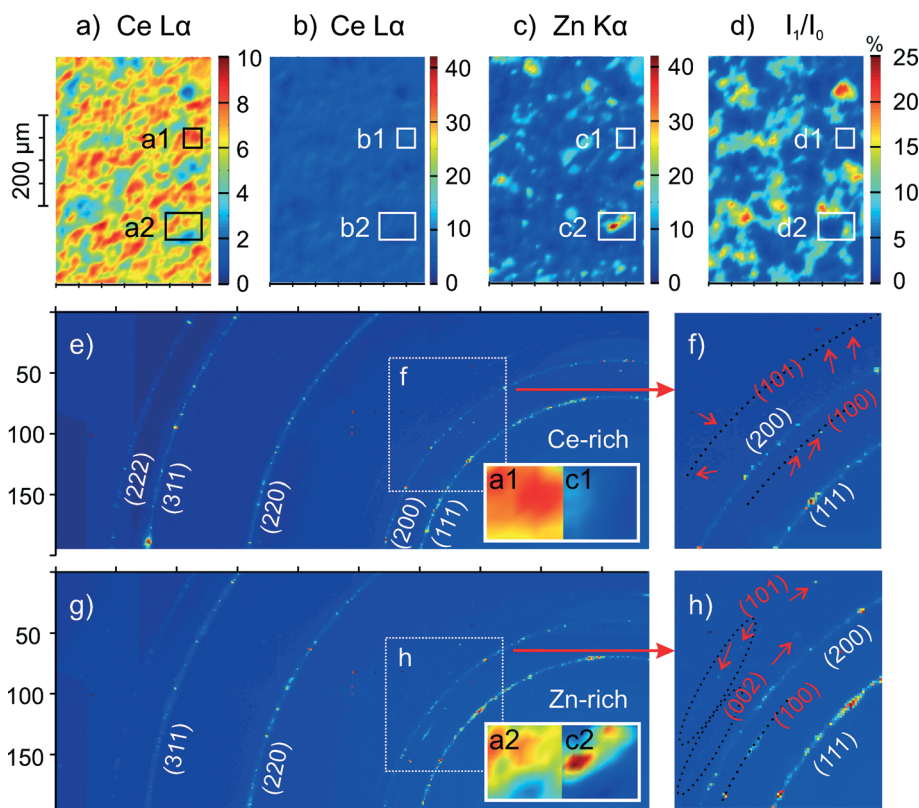 a) Ce Lα
b) Ce Lα
c) Zn Kα
d) I₁/I₀
%
10
8
6
4
2
0
40
30
20
10
0
40
30
20
10
0
25
20
15
10
5
0
200 µm
a1
a2
b1
b2
c1
c2
d1
d2
e)
50
100
150
f
Ce-rich
a1
c1
(222)
(311)
(220)
(200)
(111)
f)
(101)
(200)
(100)
(111)
g)
50
100
150
h
Zn-rich
a2
c2
(311)
(220)
h)
(101)
(002)
(200)
(100)
(111)